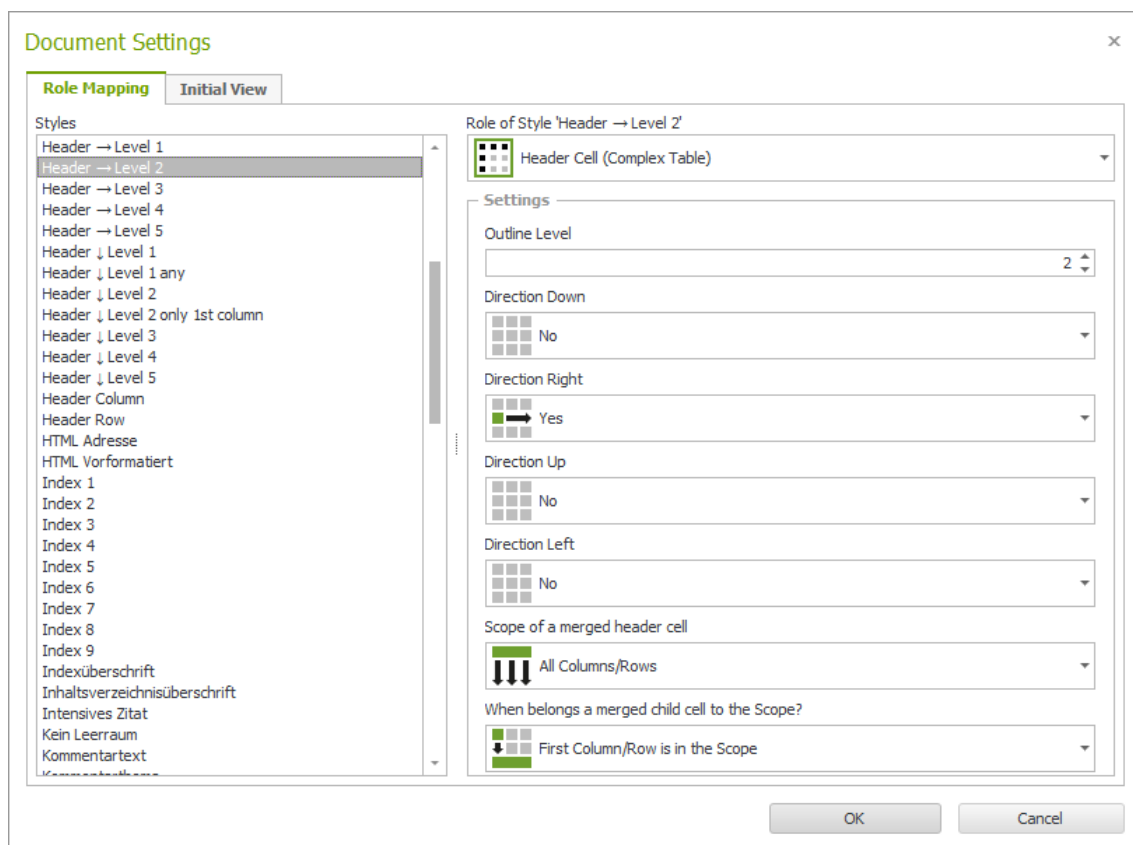 Document Settings
Role Mapping
Initial View
Styles
Header → Level 1
Header → Level 2
Header → Level 3
Header → Level 4
Header → Level 5
Header ↓ Level 1
Header ↓ Level 1 any
Header ↓ Level 2
Header ↓ Level 2 only 1st column
Header ↓ Level 3
Header ↓ Level 4
Header ↓ Level 5
Header Column
Header Row
HTML Adresse
HTML Vorformatiert
Index 1
Index 2
Index 3
Index 4
Index 5
Index 6
Index 7
Index 8
Index 9
Indexüberschrift
Inhaltsverzeichnisüberschrift
Intensives Zitat
Kein Leerraum
Kommentartext
Role of Style 'Header → Level 2'
Header Cell (Complex Table)
Settings
Outline Level
2
Direction Down
No
Direction Right
Yes
Direction Up
No
Direction Left
No
Scope of a merged header cell
All Columns/Rows
When belongs a merged child cell to the Scope?
First Column/Row is in the Scope
OK
Cancel